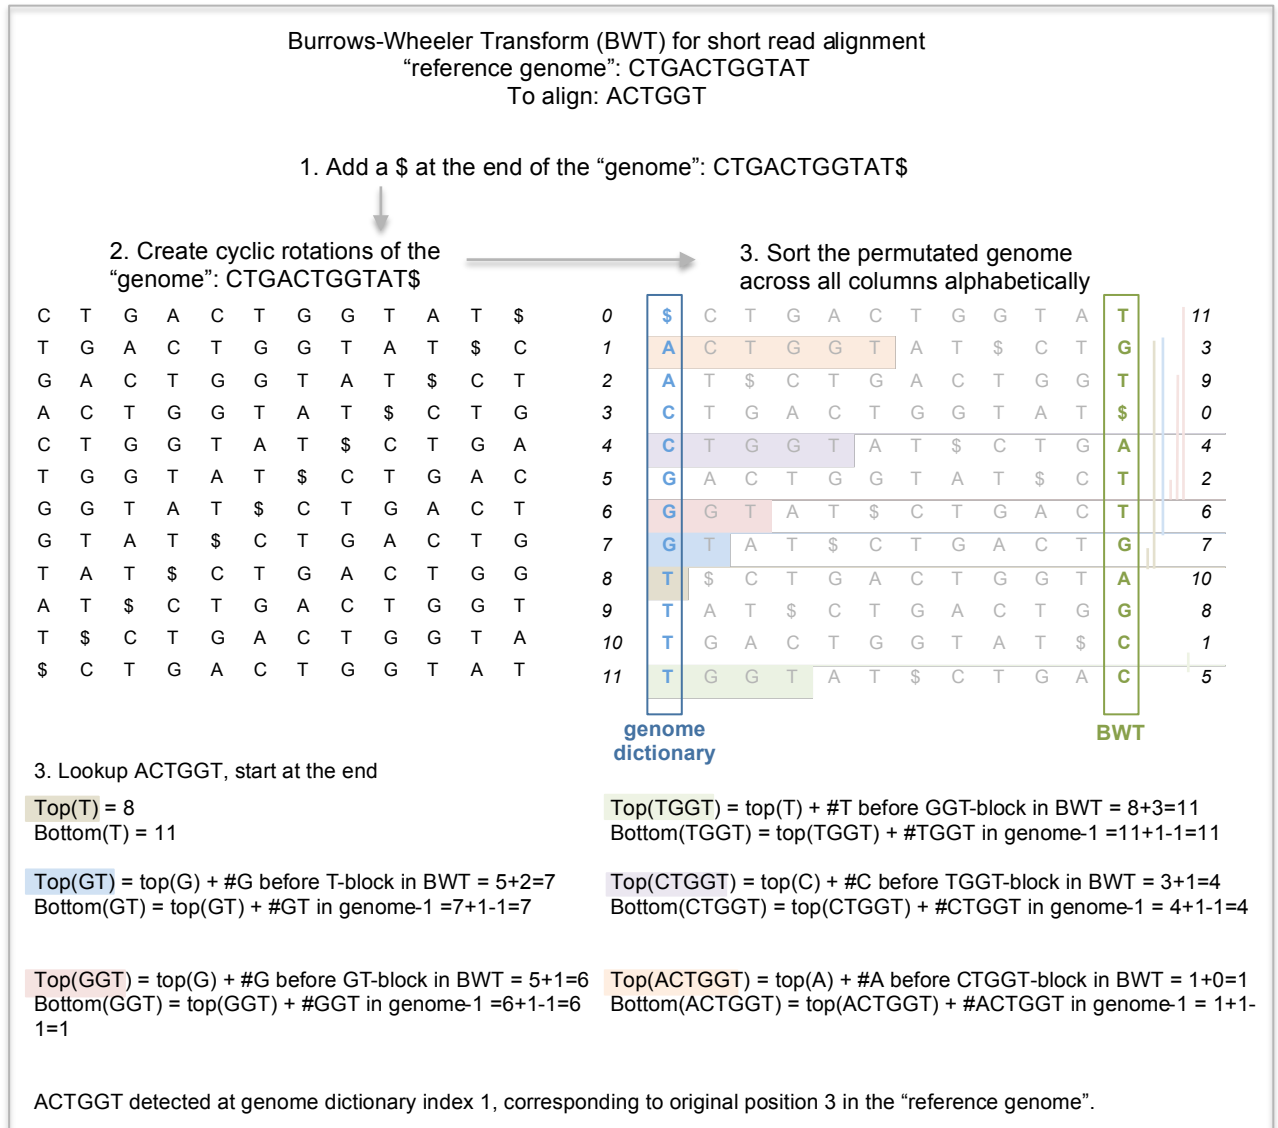 Burrows-Wheeler Transform (BWT) for short read alignment
“reference genome”: CTGACTGGTAT
To align: ACTGGT
1. Add a $ at the end of the “genome”: CTGACTGGTAT$
2. Create cyclic rotations of the
“genome”: CTGACTGGTAT$
3. Sort the permutated genome
across all columns alphabetically
C T G A C T G G T A T $
T G A C T G G T A T $ C
G A C T G G T A T $ C T
A C T G G T A T $ C T G
C T G G T A T $ C T G A
T G G T A T $ C T G A C
G G T A T $ C T G A C T
G T A T $ C T G A C T G
T A T $ C T G A C T G G
A T $ C T G A C T G G T
T $ C T G A C T G G T A
$ C T G A C T G G T A T
0 $ C T G A C T G G T A T 11
1 A C T G G T A T $ C T G 3
2 A T $ C T G A C T G G T 9
3 C T G A C T G G T A T $ 0
4 C T G G T A T $ C T G A 4
5 G A C T G G T A T $ C T 2
6 G G T A T $ C T G A C T 6
7 G T A T $ C T G A C T G 7
8 T $ C T G A C T G G T A 10
9 T A T $ C T G A C T G G 8
10 T G A C T G G T A T $ C 1
11 T G G T A T $ C T G A C 5
genome
dictionary
BWT
3. Lookup ACTGGT, start at the end
Top(T) = 8
Bottom(T) = 11
Top(GT) = top(G) + #G before T-block in BWT = 5+2=7
Bottom(GT) = top(GT) + #GT in genome-1 =7+1-1=7
Top(GGT) = top(G) + #G before GT-block in BWT = 5+1=6
Bottom(GGT) = top(GGT) + #GGT in genome-1 =6+1-1=6
Top(TGGT) = top(T) + #T before GGT-block in BWT = 8+3=11
Bottom(TGGT) = top(TGGT) + #TGGT in genome-1 =11+1-1=11
Top(CTGGT) = top(C) + #C before TGGT-block in BWT = 3+1=4
Bottom(CTGGT) = top(CTGGT) + #CTGGT in genome-1 = 4+1-1=4
Top(ACTGGT) = top(A) + #A before CTGGT-block in BWT = 1+0=1
Bottom(ACTGGT) = top(ACTGGT) + #ACTGGT in genome-1 = 1+1-
1=1
ACTGGT detected at genome dictionary index 1, corresponding to original position 3 in the “reference genome”.